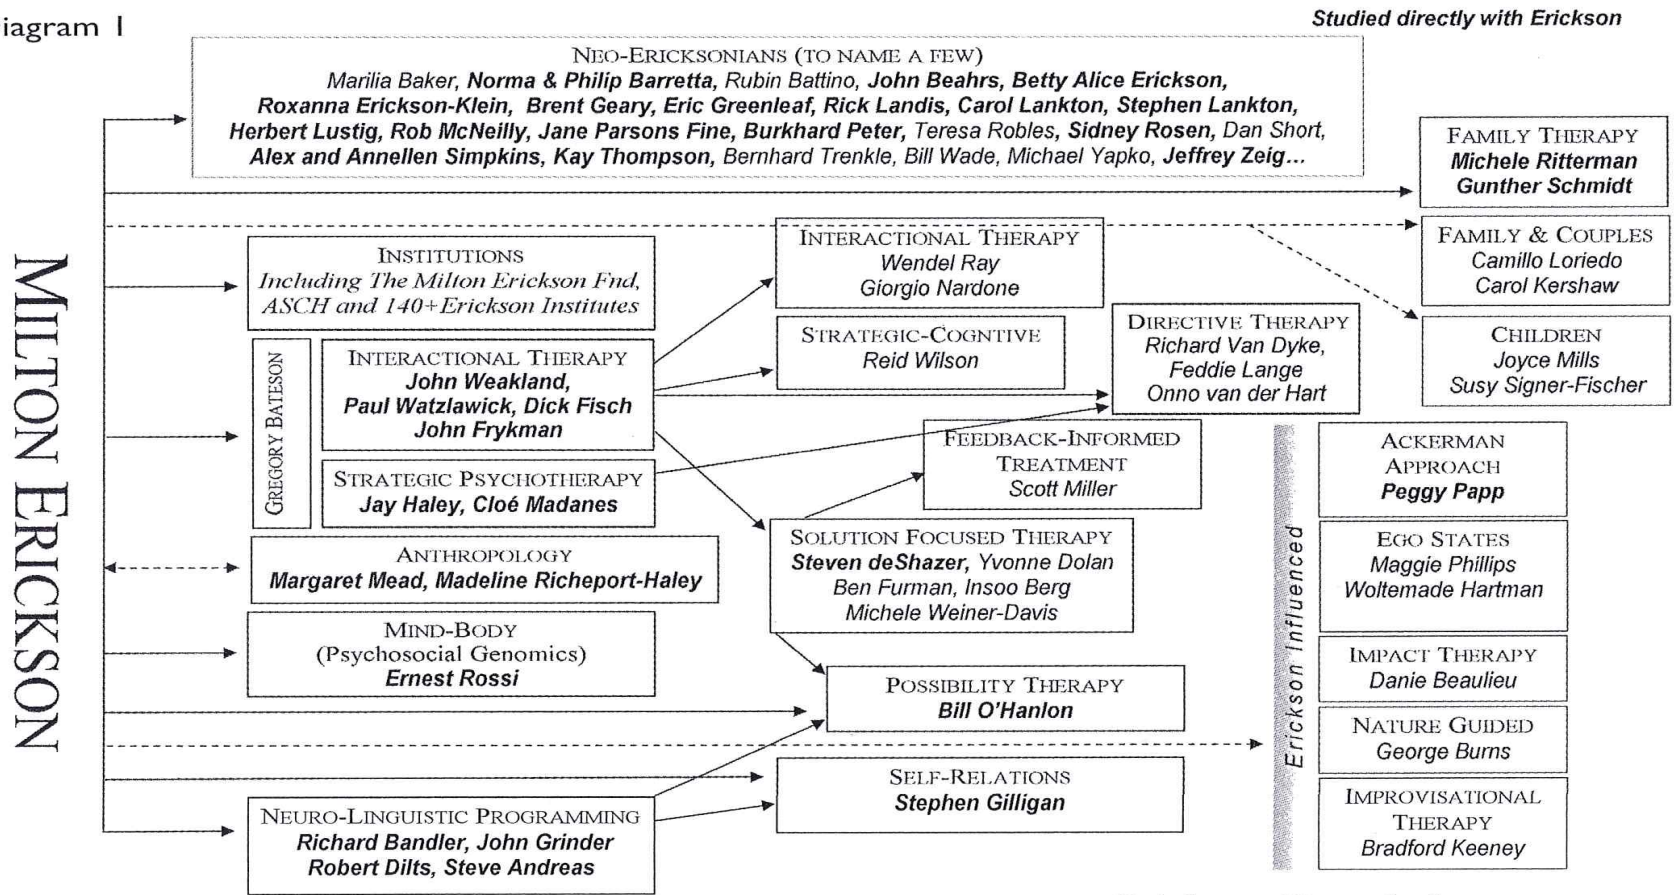 iagram 1
Studied directly with Erickson
MILTON ERICKSON
NEO-ERICKSONIANS (TO NAME A FEW)
Marilia Baker, Norma & Philip Barretta, Rubin Battino, John Beahrs, Betty Alice Erickson,
Roxanna Erickson-Klein, Brent Geary, Eric Greenleaf, Rick Landis, Carol Lankton, Stephen Lankton,
Herbert Lustig, Rob McNeilly, Jane Parsons Fine, Burkhard Peter, Teresa Robles, Sidney Rosen, Dan Short,
Alex and Annellen Simpkins, Kay Thompson, Bernhard Trenkle, Bill Wade, Michael Yapko, Jeffrey Zeig...
FAMILY THERAPY
Michele Ritterman
Gunther Schmidt
INSTITUTIONS
Including The Milton Erickson Fnd,
ASCH and 140+Erickson Institutes
INTERACTIONAL THERAPY
Wendel Ray
Giorgio Nardone
FAMILY & COUPLES
Camillo Loriedo
Carol Kershaw
GREGORY BATESON
INTERACTIONAL THERAPY
John Weakland,
Paul Watzlawick, Dick Fisch
John Frykman
STRATEGIC-COGNTIVE
Reid Wilson
DIRECTIVE THERAPY
Richard Van Dyke,
Feddie Lange
Onno van der Hart
CHILDREN
Joyce Mills
Susy Signer-Fischer
STRATEGIC PSYCHOTHERAPY
Jay Haley, Cloé Madanes
FEEDBACK-INFORMED
TREATMENT
Scott Miller
Erickson Influenced
ACKERMAN
APPROACH
Peggy Papp
ANTHROPOLOGY
Margaret Mead, Madeline Richeport-Haley
SOLUTION FOCUSED THERAPY
Steven deShazer, Yvonne Dolan
Ben Furman, Insoo Berg
Michele Weiner-Davis
EGO STATES
Maggie Phillips
Woltemade Hartman
MIND-BODY
(Psychosocial Genomics)
Ernest Rossi
POSSIBILITY THERAPY
Bill O'Hanlon
IMPACT THERAPY
Danie Beaulieu
NATURE GUIDED
George Burns
SELF-RELATIONS
Stephen Gilligan
NEURO-LINGUISTIC PROGRAMMING
Richard Bandler, John Grinder
Robert Dilts, Steve Andreas
IMPROVISATIONAL
THERAPY
Bradford Keeney